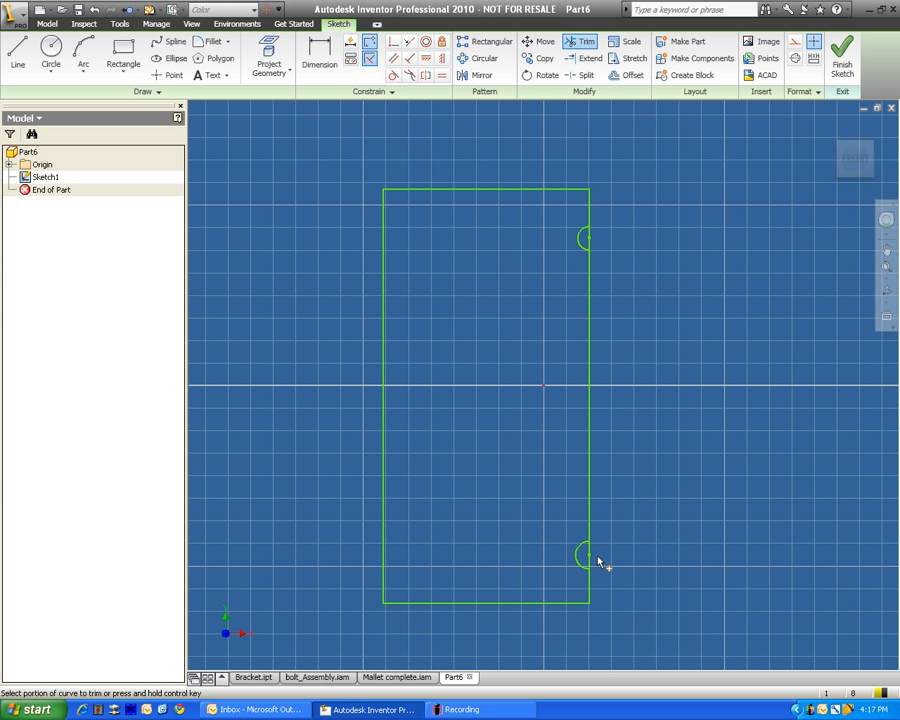 PRO
Color
Autodesk Inventor Professional 2010 - NOT FOR RESALE Part6
Type a keyword or phrase
Model Inspect Tools Manage View Environments Get Started Sketch
Line Circle Arc Rectangle
Spline Fillet
Ellipse Polygon
Point Text
Project Geometry
Dimension
Rectangular
Circular
Mirror
Move Trim Scale
Copy Extend Stretch
Rotate Split Offset
Make Part
Make Components
Create Block
Image
Points
ACAD
Finish Sketch
Draw Constrain Pattern Modify Layout Insert Format Exit
Model
Part6
Origin
Sketch1
End of Part
FRONT
Y
Bracket.ipt bolt_Assembly.iam Mallet complete.iam Part6
Select portion of curve to trim or press and hold control key 1 8
start Inbox - Microsoft Out... Autodesk Inventor Pr... Recording 4:17 PM